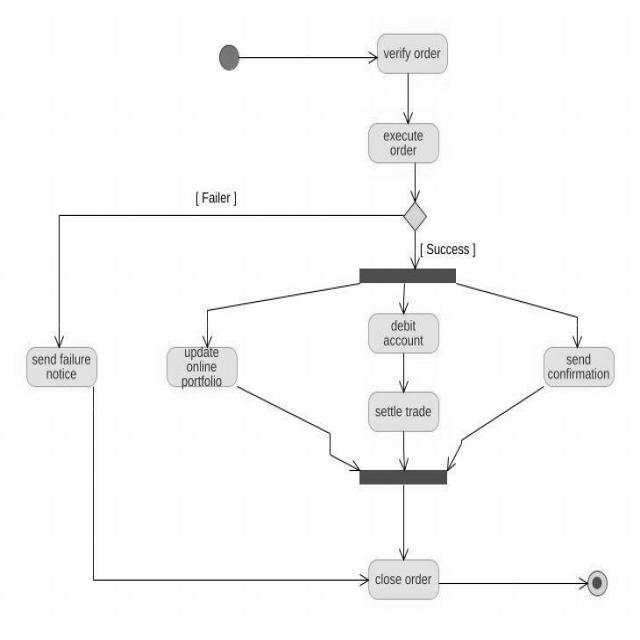 verify order
execute
order
[ Failer ]
[ Success ]
debit
account
send failure
notice
update
online
portfolio
send
confirmation
settle trade
close order